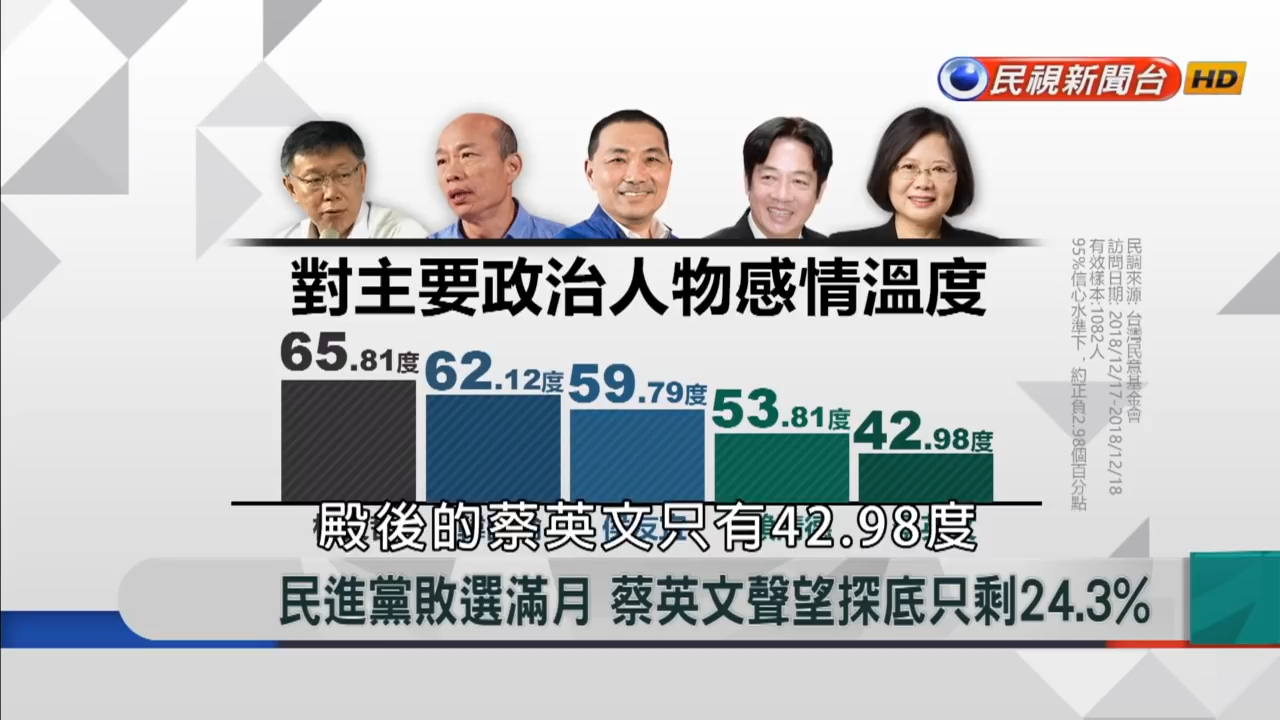 民視新聞台 HD
對主要政治人物感情溫度
65.81度
62.12度
59.79度
53.81度
42.98度
民調來源 台灣民意基金會
訪問日期 2018/12/17-2018/12/18
有效樣本:1082人
95%信心水準下，約正負2.98個百分點
殿後的蔡英文只有42.98度
民進黨敗選滿月 蔡英文聲望探底只剩24.3%